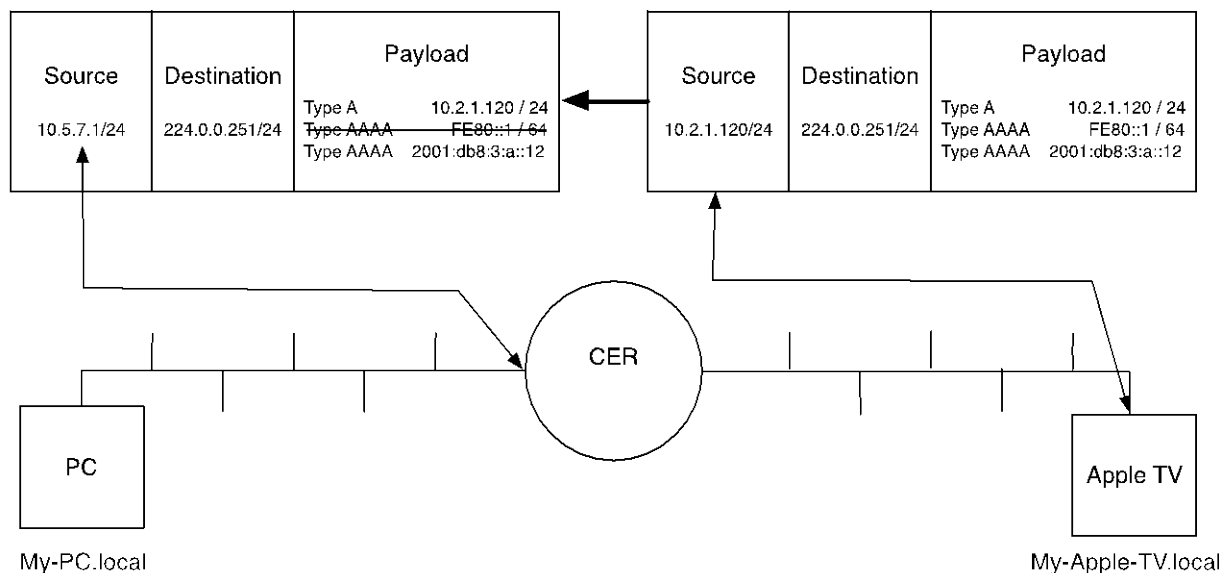 Source Destination Payload
10.5.7.1/24 224.0.0.251/24
Type A 10.2.1.120 / 24
Type AAAA FE80::1 / 64
Type AAAA 2001:db8:3:a::12
Source Destination Payload
10.2.1.120/24 224.0.0.251/24
Type A 10.2.1.120 / 24
Type AAAA FE80::1 / 64
Type AAAA 2001:db8:3:a::12
CER
PC
Apple TV
My-PC.local
My-Apple-TV.local